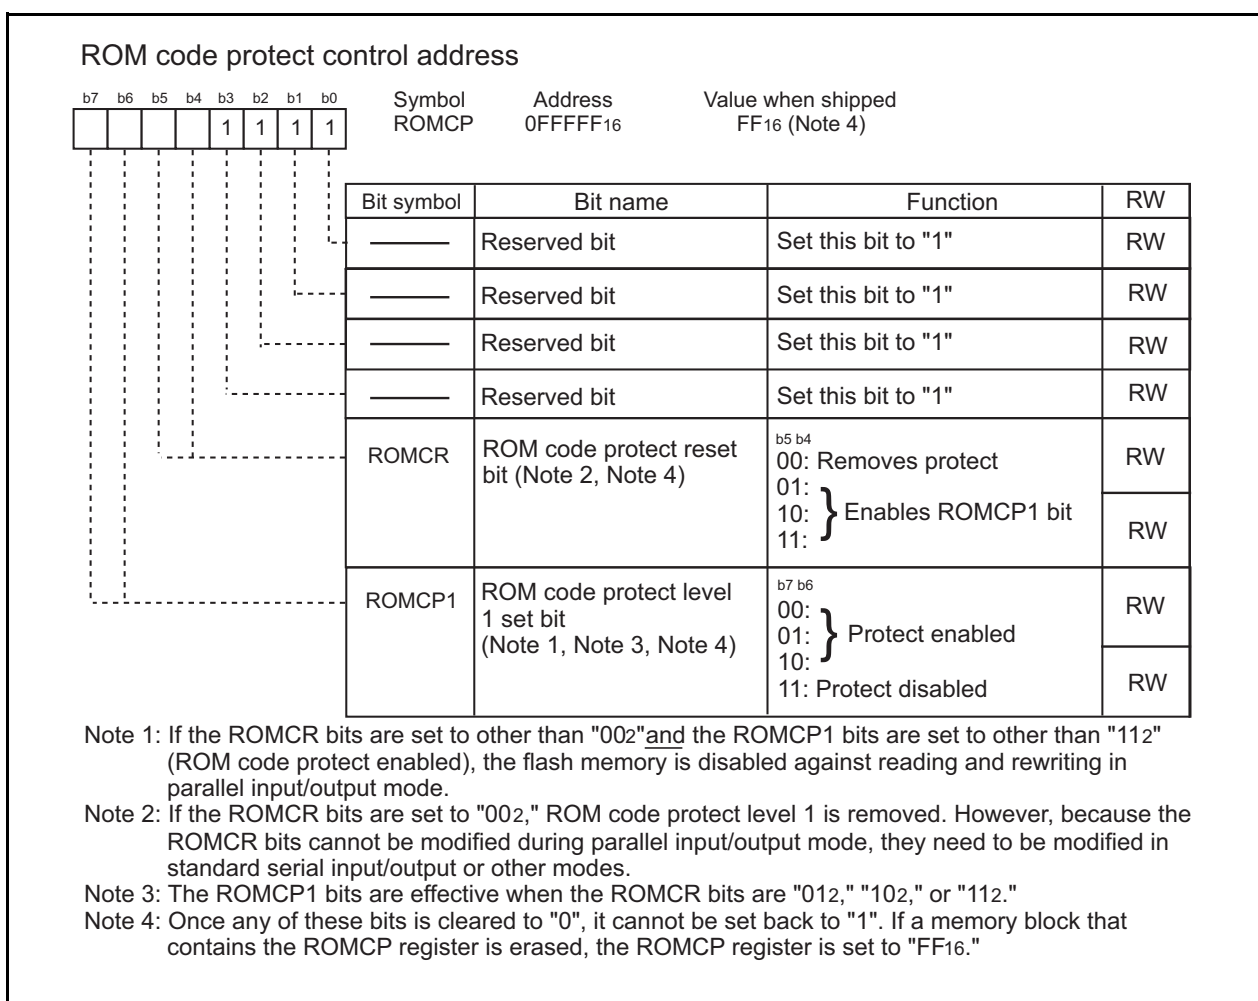 ROM code protect control address
b7 b6 b5 b4 b3 b2 b1 b0
Symbol Address Value when shipped
1 1 1 1
ROMCP 0FFFFF16 FF16 (Note 4)
Bit symbol Bit name Function RW
Reserved bit Set this bit to "1" RW
Reserved bit Set this bit to "1" RW
Reserved bit Set this bit to "1" RW
Reserved bit Set this bit to "1" RW
ROMCR ROM code protect reset
bit (Note 2, Note 4)
b5 b4
00: Removes protect
01:
10: } Enables ROMCP1 bit
11:
RW
RW
ROMCP1 ROM code protect level
1 set bit
(Note 1, Note 3, Note 4)
b7 b6
00:
01: } Protect enabled
10:
11: Protect disabled
RW
RW
Note 1: If the ROMCR bits are set to other than "002" and the ROMCP1 bits are set to other than "112"
(ROM code protect enabled), the flash memory is disabled against reading and rewriting in
parallel input/output mode.
Note 2: If the ROMCR bits are set to "002," ROM code protect level 1 is removed. However, because the
ROMCR bits cannot be modified during parallel input/output mode, they need to be modified in
standard serial input/output or other modes.
Note 3: The ROMCP1 bits are effective when the ROMCR bits are "012," "102," or "112."
Note 4: Once any of these bits is cleared to "0", it cannot be set back to "1". If a memory block that
contains the ROMCP register is erased, the ROMCP register is set to "FF16."